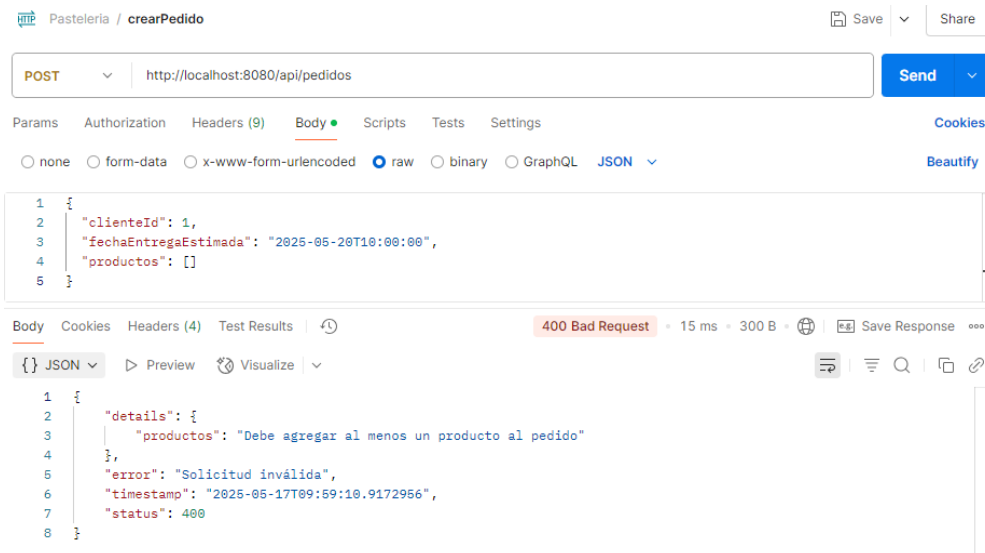 HTTP Pasteleria / crearPedido Save Share
POST http://localhost:8080/api/pedidos Send
Params Authorization Headers (9) Body Scripts Tests Settings Cookies
none form-data x-www-form-urlencoded raw binary GraphQL JSON Beautify
1 {
2 "clienteId": 1,
3 "fechaEntregaEstimada": "2025-05-20T10:00:00",
4 "productos": []
5 }
Body Cookies Headers (4) Test Results 400 Bad Request 15 ms 300 B e.g. Save Response
{} JSON Preview Visualize
1 {
2 "details": {
3 "productos": "Debe agregar al menos un producto al pedido"
4 },
5 "error": "Solicitud inválida",
6 "timestamp": "2025-05-17T09:59:10.9172956",
7 "status": 400
8 }